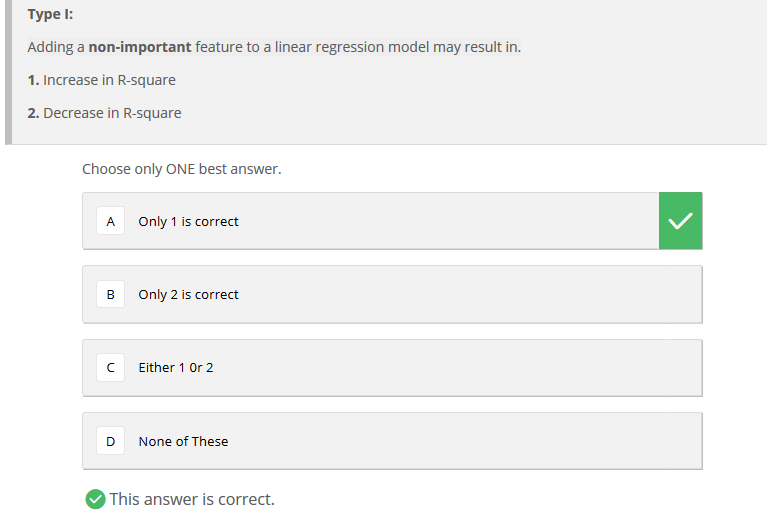 Type I:
Adding a non-important feature to a linear regression model may result in.
1. Increase in R-square
2. Decrease in R-square
Choose only ONE best answer.
A Only 1 is correct
B Only 2 is correct
C Either 1 0r 2
D None of These
This answer is correct.